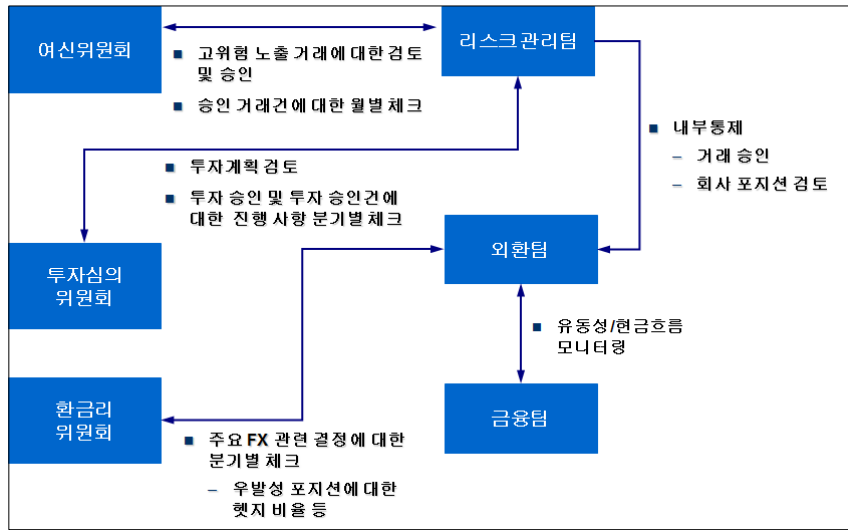 여신위원회
리스크관리팀
■ 고위험 노출 거래에 대한 검토
및 승인
■ 승인 거래건에 대한 월별 체크
■ 내부통제
– 거래 승인
– 회사 포지션 검토
■ 투자계획 검토
■ 투자 승인 및 투자 승인건에
대한 진행 사항 분기별 체크
투자심의
위원회
외환팀
■ 유동성/현금흐름
모니터링
환금리
위원회
금융팀
■ 주요 FX 관련 결정에 대한
분기별 체크
– 우발성 포지션에 대한
헷지 비율 등